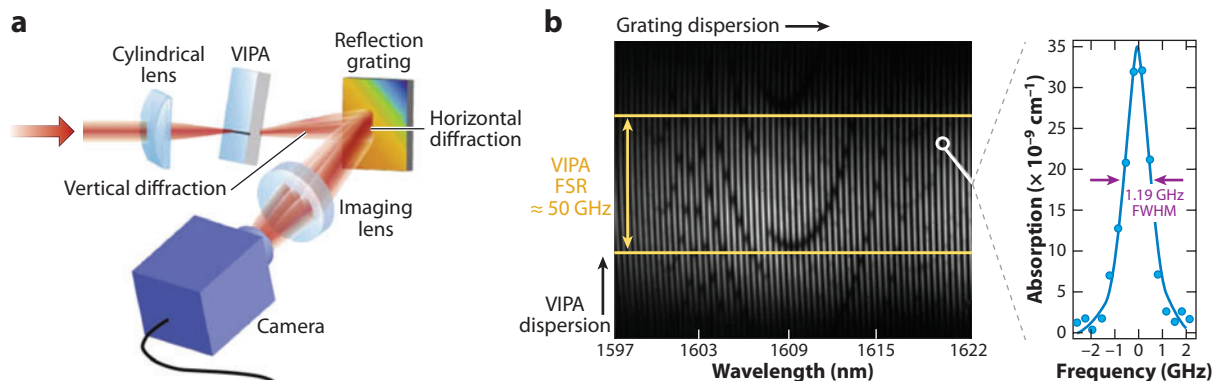 a
Cylindrical
lens
VIPA
Reflection
grating
Horizontal
diffraction
Vertical diffraction
Imaging
lens
Camera
b
Grating dispersion
VIPA
FSR
≈ 50 GHz
VIPA
dispersion
1597
1603
1609
1615
1622
Wavelength (nm)
Absorption (× 10⁻⁹ cm⁻¹)
35
30
25
20
15
10
5
0
1.19 GHz
FWHM
−2
−1
0
1
2
Frequency (GHz)